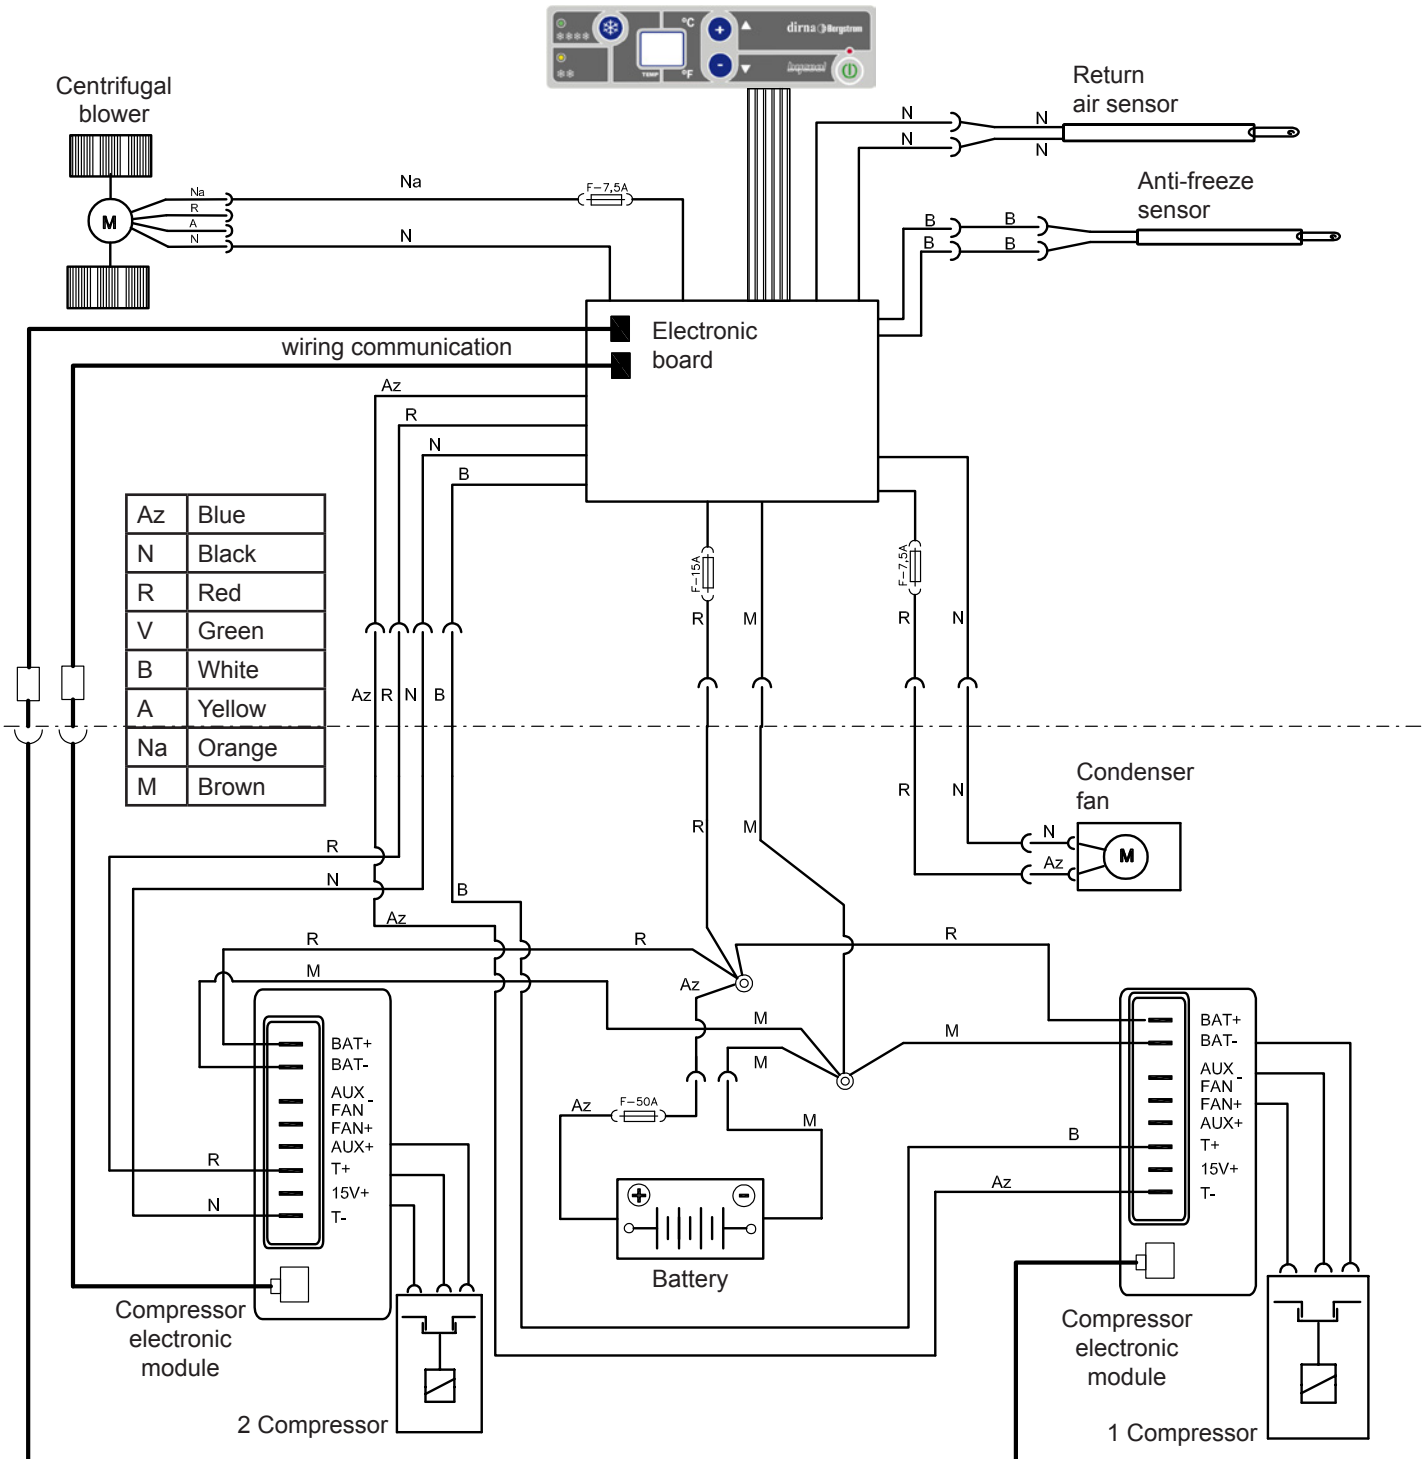 °C
dirna Bergstrom
TEMP
°F
Centrifugal
blower
Return
air sensor
Anti-freeze
sensor
N
N
N
N
B
B
B
B
Na
R
A
N
M
Na
N
F-7,5A
wiring communication
Electronic
board
Az
R
N
B
Az Blue
N Black
R Red
V Green
B White
A Yellow
Na Orange
M Brown
F-15A
F-7,5A
R
M
R
N
Az
R
N
B
R
M
R
N
Condenser
fan
N
Az
M
R
N
B
Az
R
R
R
M
Az
M
M
M
BAT+
BAT-
AUX
FAN -
FAN+
AUX+
T+
15V+
T-
R
N
Az
F-50A
M
+
-
Battery
B
Az
BAT+
BAT-
AUX
FAN -
FAN+
AUX+
T+
15V+
T-
Compressor
electronic
module
2 Compressor
Compressor
electronic
module
1 Compressor